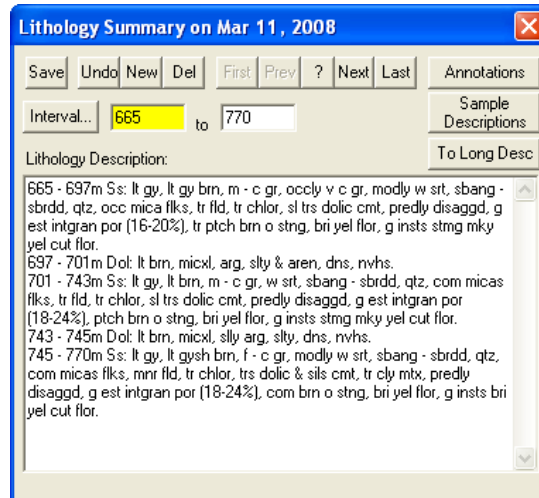 Lithology Summary on Mar 11, 2008
Save Undo New Del First Prev ? Next Last Annotations
Interval... 665 to 770 Sample Descriptions
Lithology Description: To Long Desc
665 - 697m Ss: lt gy, lt gy brn, m - c gr, occly v c gr, modly w srt, sbang -
sbrdd, qtz, occ mica flks, tr fld, tr chlor, sl trs dolic cmt, predly disaggd, g
est intgran por (16-20%), tr ptch brn o stng, bri yel flor, g insts stmg mky
yel cut flor.
697 - 701m Dol: lt brn, micxl, arg, slty & aren, dns, nvhs.
701 - 743m Ss: lt gy, lt brn, m - c gr, w srt, sbang - sbrdd, qtz, com micas
flks, tr fld, tr chlor, sl trs dolic cmt, predly disaggd, g est intgran por
(18-24%), ptch brn o stng, bri yel flor, g insts stmg mky yel cut flor.
743 - 745m Dol: lt brn, micxl, slly arg, slty, dns, nvhs.
745 - 770m Ss: lt gy, lt gysh brn, f - c gr, modly w srt, sbang - sbrdd, qtz,
com micas flks, mnr fld, tr chlor, trs dolic & sils cmt, tr cly mtx, predly
disaggd, g est intgran por (18-24%), com brn o stng, bri yel flor, g insts bri
yel cut flor.